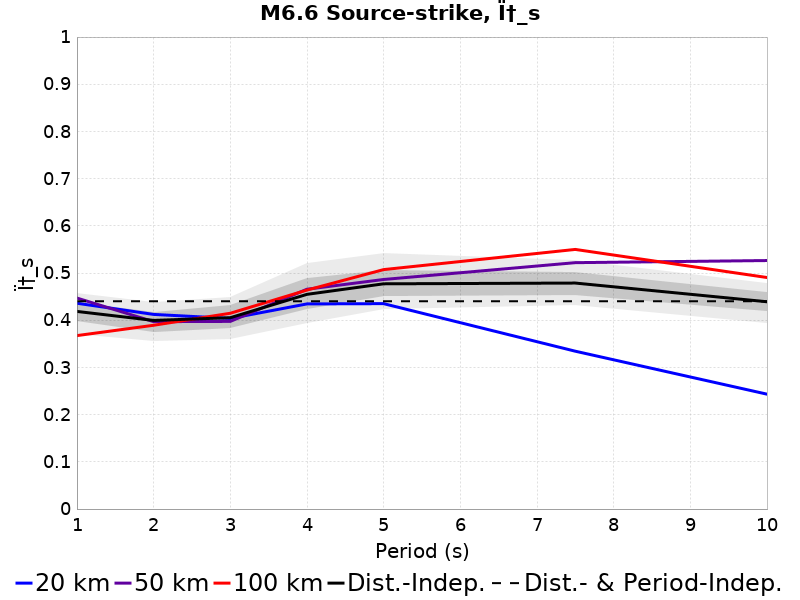 M6.6 Source-strike, Ï†_s
1
0.9
0.8
0.7
0.6
0.5
0.4
0.3
0.2
0.1
0
Ï†_s
1 2 3 4 5 6 7 8 9 10
Period (s)
20 km 50 km 100 km Dist.-Indep. Dist.- & Period-Indep.